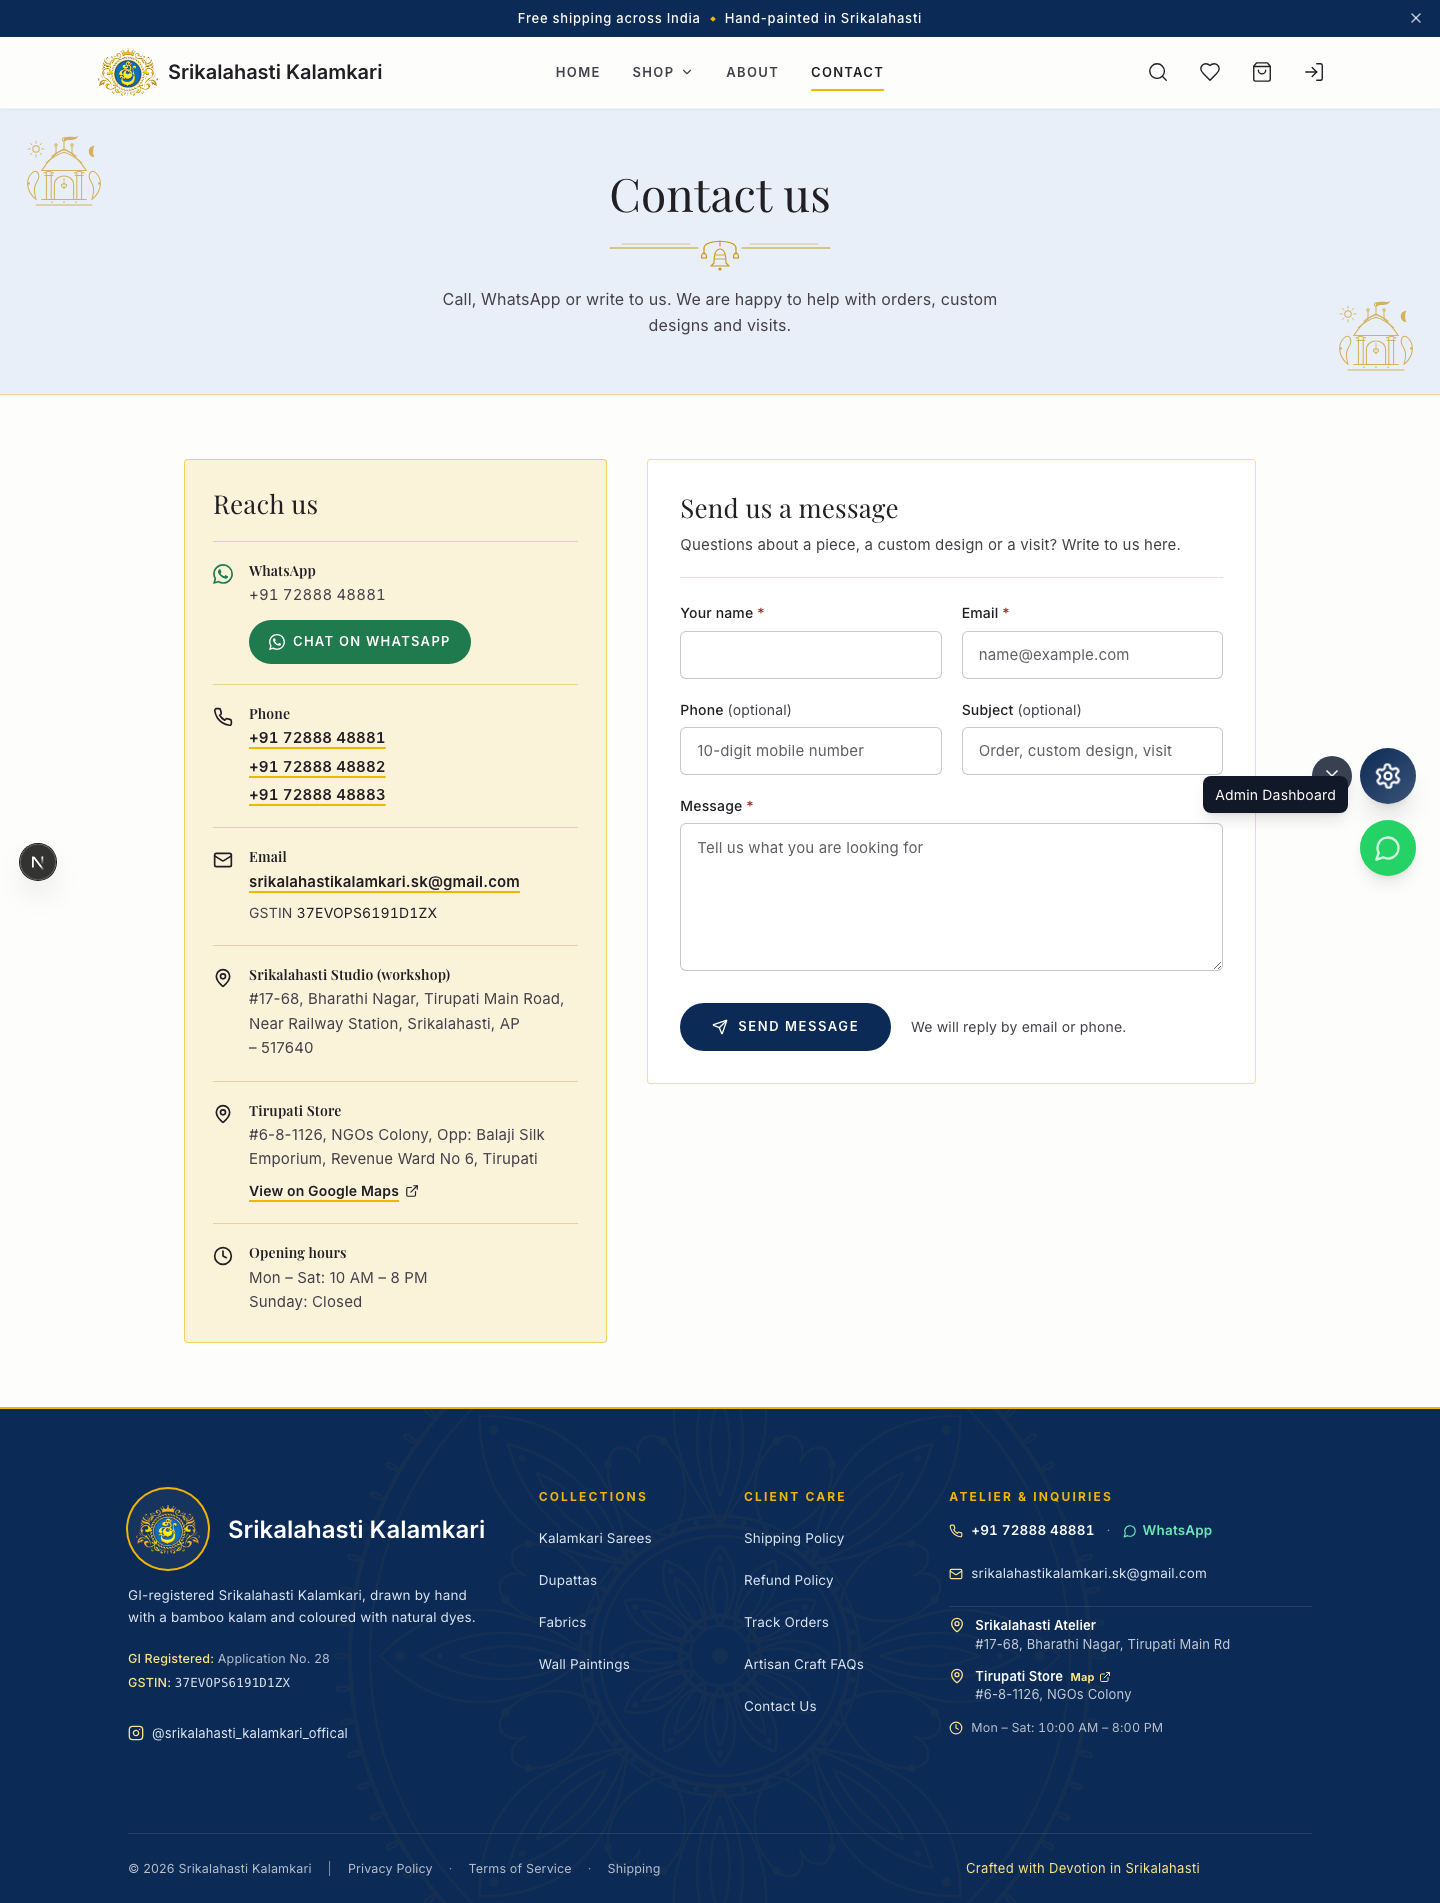 Free shipping across India • Hand-painted in Srikalahasti
Srikalahasti Kalamkari
HOME
SHOP
ABOUT
CONTACT
Contact us
Call, WhatsApp or write to us. We are happy to help with orders, custom
designs and visits.
Reach us
WhatsApp
+91 72888 48881
CHAT ON WHATSAPP
Phone
+91 72888 48881
+91 72888 48882
+91 72888 48883
Email
srikalahastikalamkari.sk@gmail.com
GSTIN 37EVOPS6191D1ZX
Srikalahasti Studio (workshop)
#17-68, Bharathi Nagar, Tirupati Main Road,
Near Railway Station, Srikalahasti, AP
– 517640
Tirupati Store
#6-8-1126, NGOs Colony, Opp: Balaji Silk
Emporium, Revenue Ward No 6, Tirupati
View on Google Maps
Opening hours
Mon – Sat: 10 AM – 8 PM
Sunday: Closed
Send us a message
Questions about a piece, a custom design or a visit? Write to us here.
Your name *
Email *
name@example.com
Phone (optional)
Subject (optional)
10-digit mobile number
Order, custom design, visit
Message *
Tell us what you are looking for
SEND MESSAGE
We will reply by email or phone.
Admin Dashboard
N
Srikalahasti Kalamkari
GI-registered Srikalahasti Kalamkari, drawn by hand
with a bamboo kalam and coloured with natural dyes.
GI Registered: Application No. 28
GSTIN: 37EVOPS6191D1ZX
@srikalahasti_kalamkari_offical
COLLECTIONS
Kalamkari Sarees
Dupattas
Fabrics
Wall Paintings
CLIENT CARE
Shipping Policy
Refund Policy
Track Orders
Artisan Craft FAQs
Contact Us
ATELIER & INQUIRIES
+91 72888 48881 · WhatsApp
srikalahastikalamkari.sk@gmail.com
Srikalahasti Atelier
#17-68, Bharathi Nagar, Tirupati Main Rd
Tirupati Store Map
#6-8-1126, NGOs Colony
Mon – Sat: 10:00 AM – 8:00 PM
© 2026 Srikalahasti Kalamkari | Privacy Policy · Terms of Service · Shipping
Crafted with Devotion in Srikalahasti